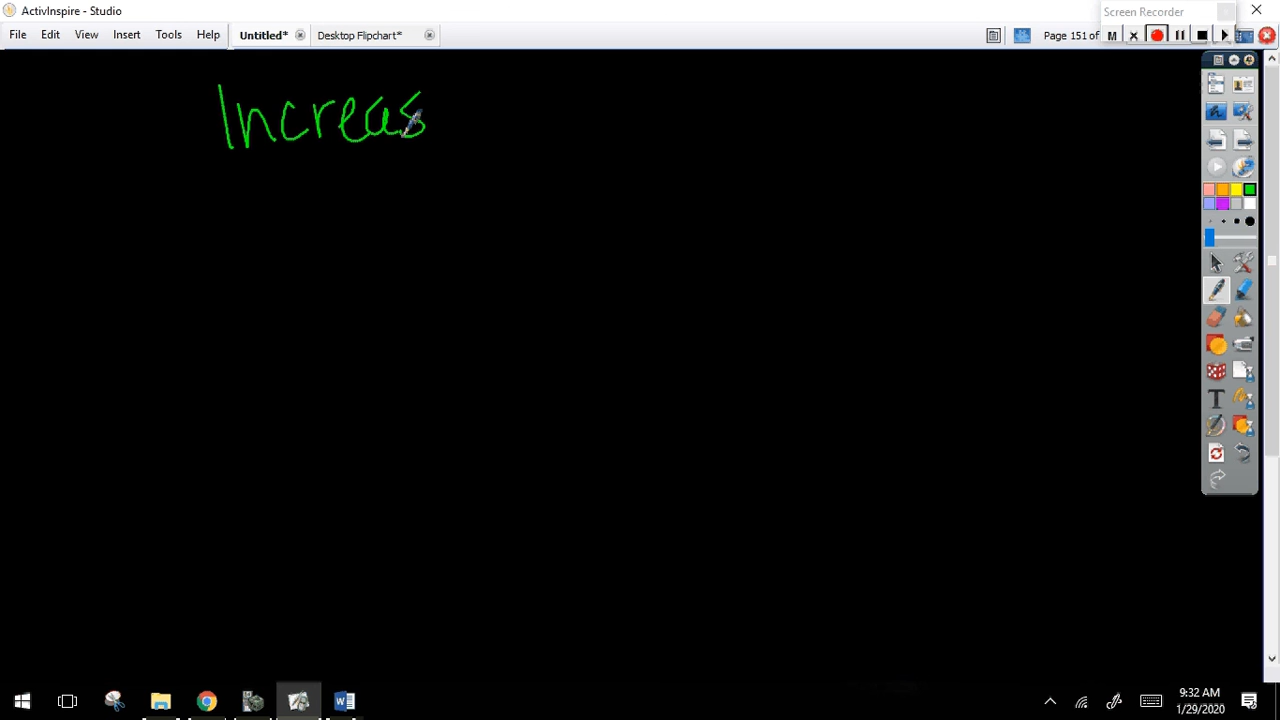 ActivInspire - Studio
Screen Recorder
File Edit View Insert Tools Help Untitled* Desktop Flipchart* Page 151 of
Increas
9:32 AM
1/29/2020